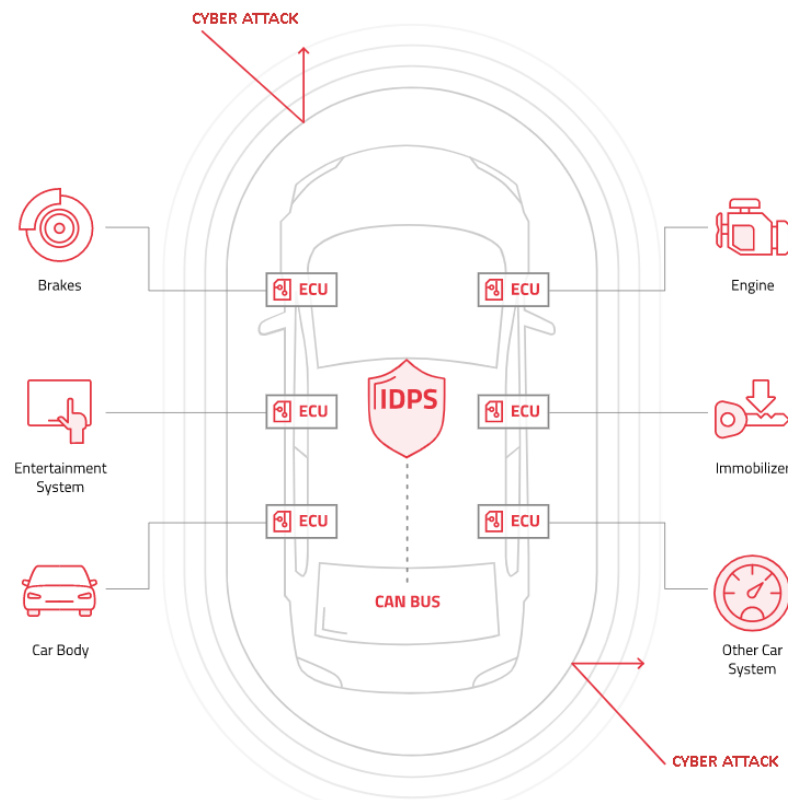 CYBER ATTACK
Brakes
ECU
ECU
Engine
IDPS
Entertainment
System
ECU
ECU
Immobilizer
ECU
ECU
CAN BUS
Car Body
Other Car
System
CYBER ATTACK